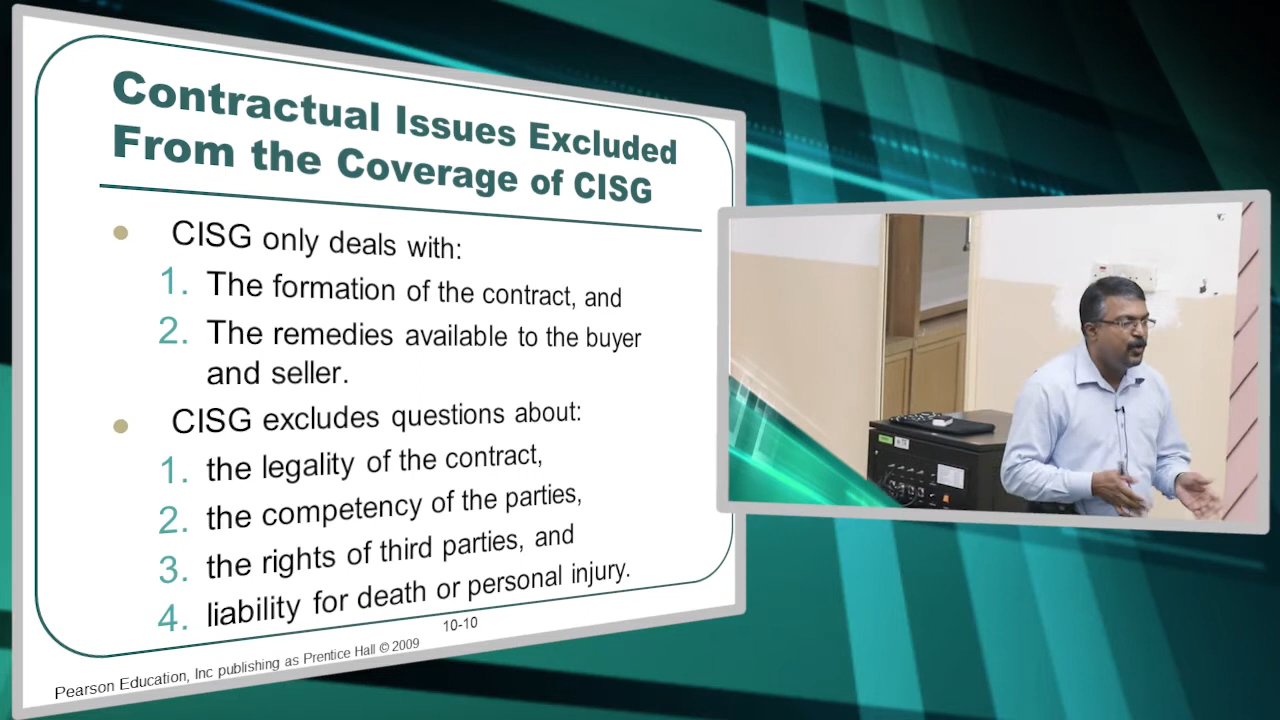 Contractual Issues Excluded
From the Coverage of CISG
CISG only deals with:
1. The formation of the contract, and
2. The remedies available to the buyer
and seller.
CISG excludes questions about:
1. the legality of the contract,
2. the competency of the parties,
3. the rights of third parties, and
4. liability for death or personal injury.
10-10
Pearson Education, Inc publishing as Prentice Hall © 2009